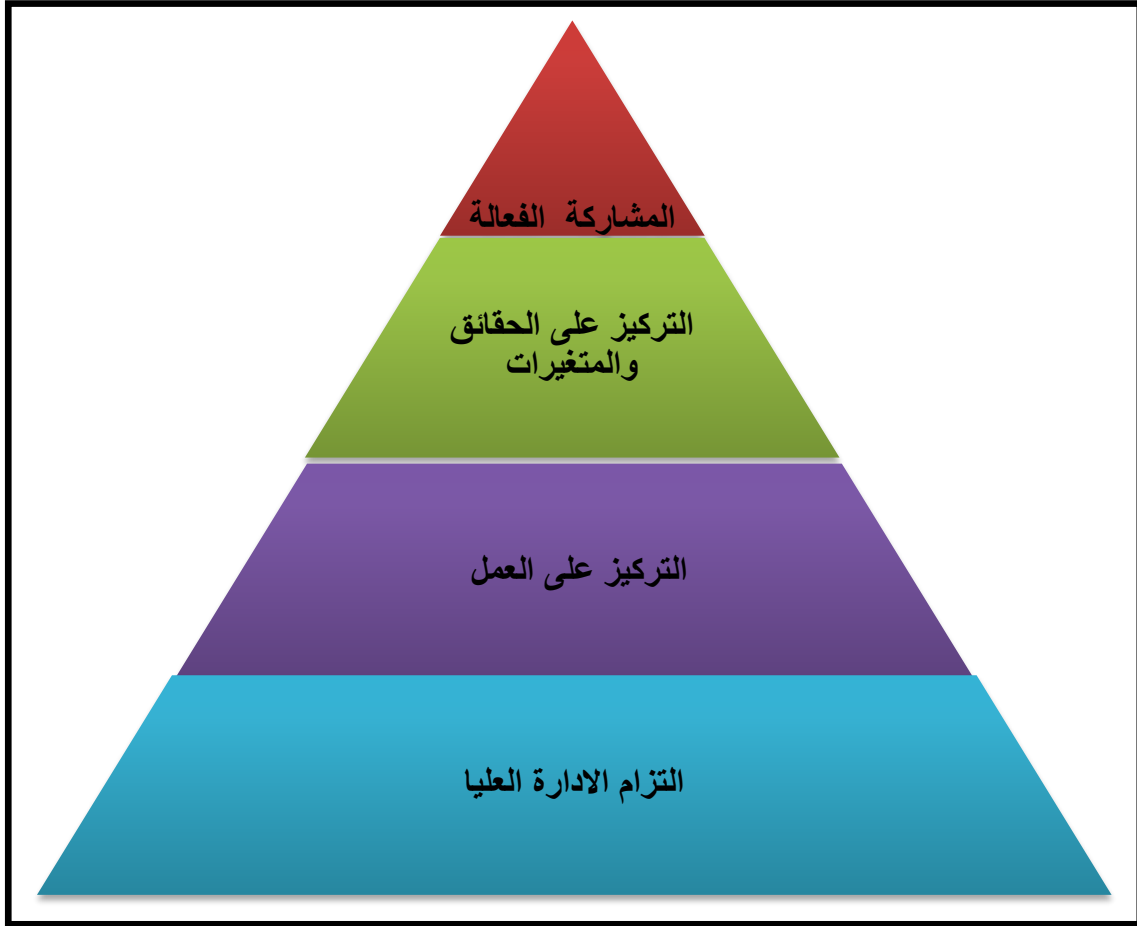 المشاركة الفعالة
التركيز على الحقائق
والمتغيرات
التركيز على العمل
التزام الادارة العليا